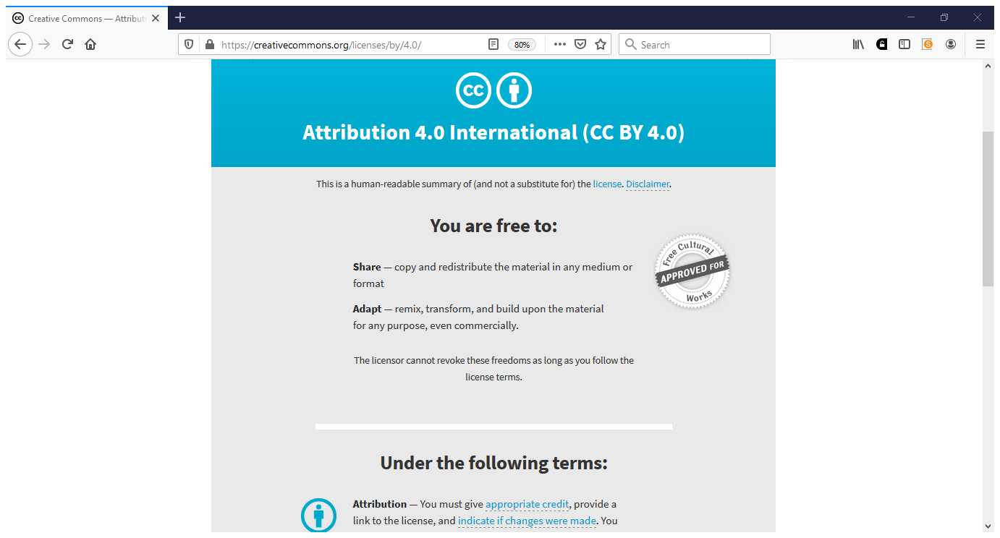 Creative Commons — Attributi
https://creativecommons.org/licenses/by/4.0/
80%
Search
CC
Attribution 4.0 International (CC BY 4.0)
This is a human-readable summary of (and not a substitute for) the license. Disclaimer.
You are free to:
Share — copy and redistribute the material in any medium or
format
Adapt — remix, transform, and build upon the material
for any purpose, even commercially.
Free Cultural
APPROVED FOR
Works
The licensor cannot revoke these freedoms as long as you follow the
license terms.
Under the following terms:
Attribution — You must give appropriate credit, provide a
link to the license, and indicate if changes were made. You